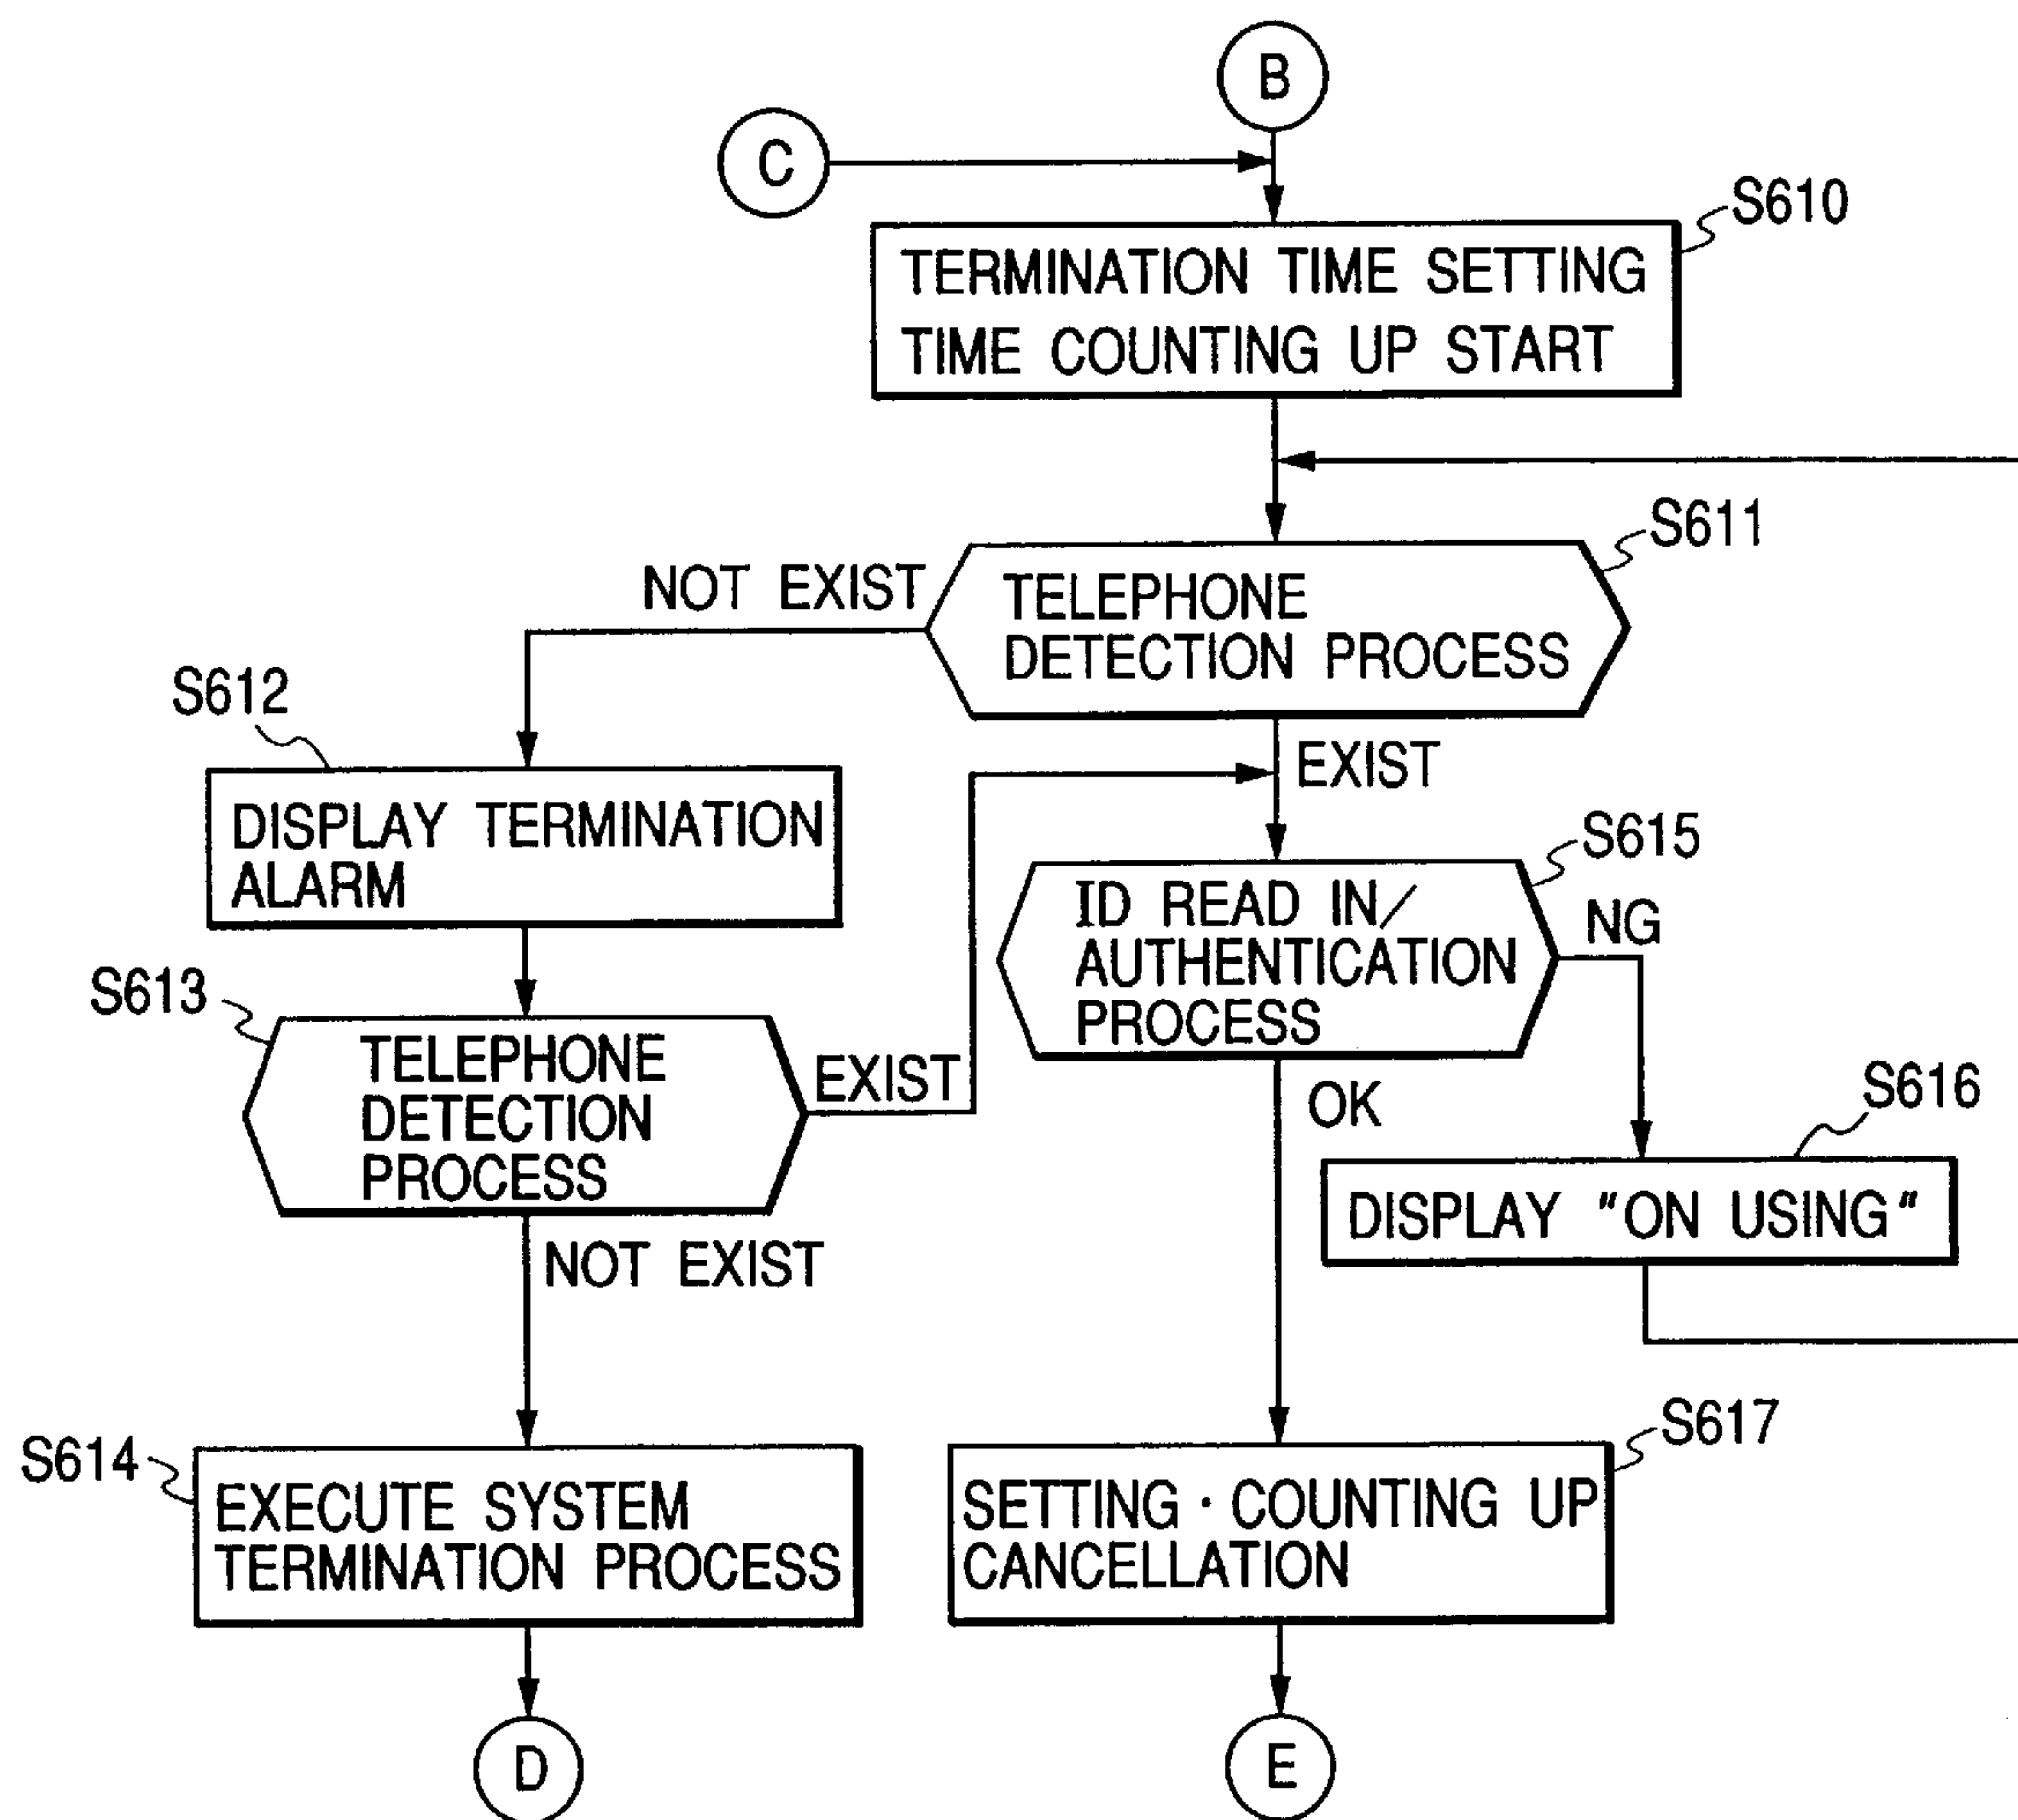 B
C
S610
TERMINATION TIME SETTING
TIME COUNTING UP START
S611
NOT EXIST
TELEPHONE
DETECTION PROCESS
EXIST
S612
DISPLAY TERMINATION
ALARM
S615
ID READ IN/
AUTHENTICATION
PROCESS
NG
OK
S613
TELEPHONE
DETECTION
PROCESS
EXIST
NOT EXIST
S616
DISPLAY "ON USING"
S614
EXECUTE SYSTEM
TERMINATION PROCESS
S617
SETTING・COUNTING UP
CANCELLATION
D
E